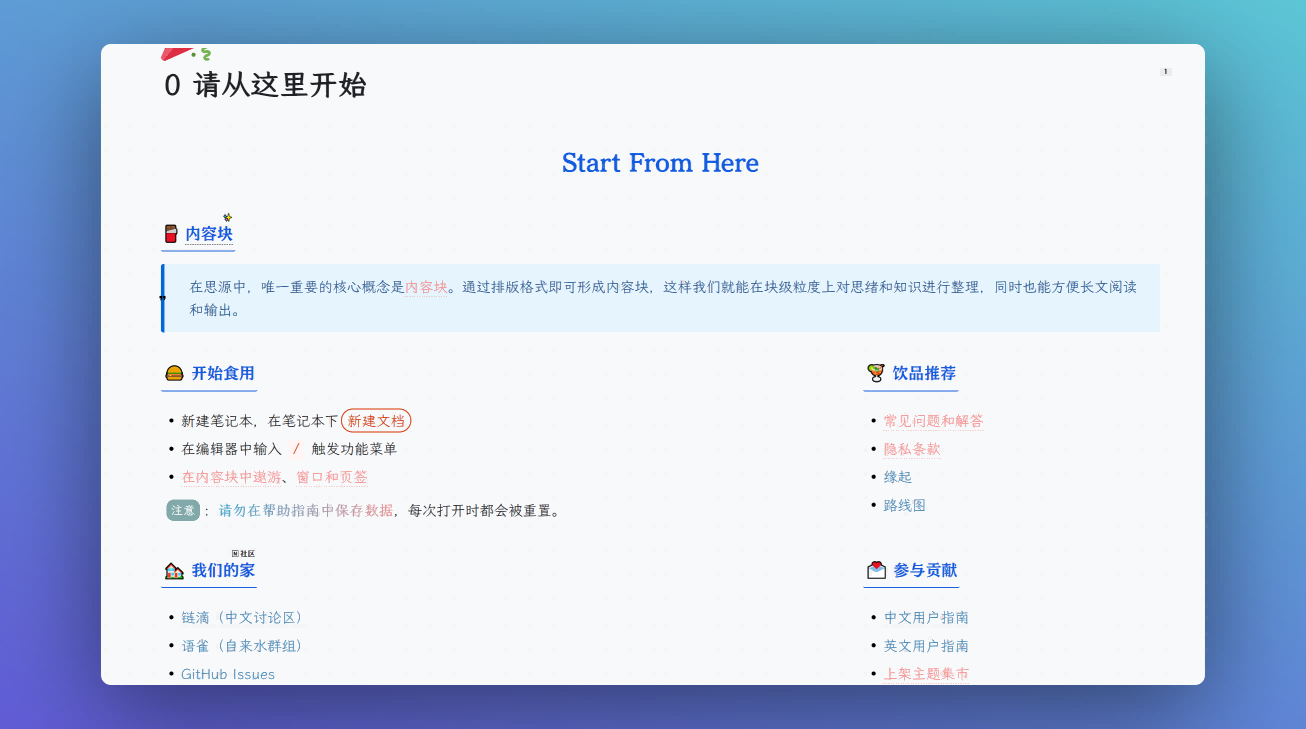 0 请从这里开始
1
Start From Here
内容块
在思源中，唯一重要的核心概念是内容块。通过排版格式即可形成内容块，这样我们就能在块级粒度上对思绪和知识进行整理，同时也能方便长文阅读
和输出。
开始食用
• 新建笔记本，在笔记本下 新建文档
• 在编辑器中输入 / 触发功能菜单
• 在内容块中遨游、窗口和页签
注意 ：请勿在帮助指南中保存数据，每次打开时都会被重置。
饮品推荐
• 常见问题和解答
• 隐私条款
• 缘起
• 路线图
社区
我们的家
• 链滴（中文讨论区）
• 语雀（自来水群组）
• GitHub Issues
参与贡献
• 中文用户指南
• 英文用户指南
• 上架主题集市